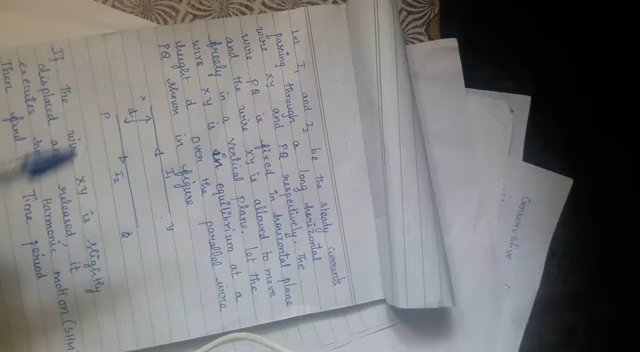 Let I1 and I2 be the steady currents
passing through a long horizontal
wire XY and PQ respectively. The
wire PQ is fixed in horizontal plane
and the wire XY is allowed to move
freely in a vertical plane. Let the
wire XY is in equilibrium at a
height d over the parallel wire
PQ shown in figure
X I1 Y
d
P I2 Q
If the XY is slightly
displaced released it
executes Harmonic motion (SHM
Then find Time period
Conservative